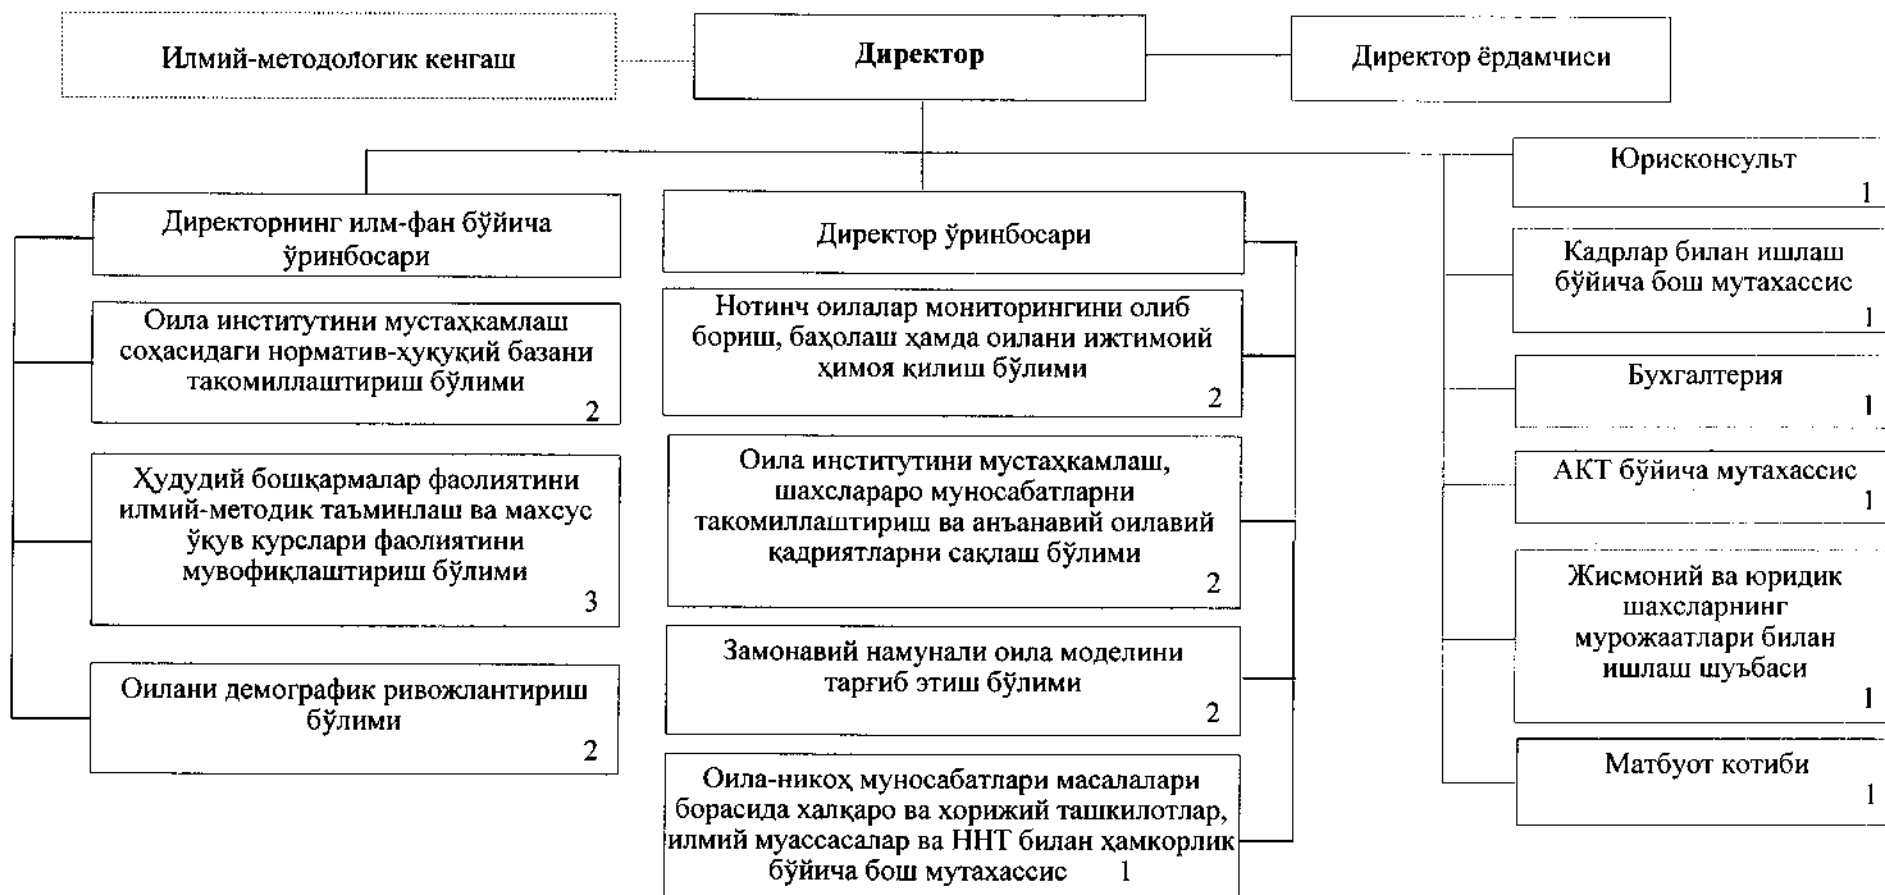 Илмий-методологик кенгаш
Директор
Директор ёрдамчиси
Директорнинг илм-фан бўйича
ўринбосари
Оила институтини мустаҳкамлаш
соҳасидаги норматив-ҳуқуқий базани
такомиллаштириш бўлими
2
Ҳудудий бошқармалар фаолиятини
илмий-методик таъминлаш ва махсус
ўқув курслари фаолиятини
мувофиқлаштириш бўлими
3
Оилани демографик ривожлантириш
бўлими
2
Директор ўринбосари
Нотинч оилалар мониторингини олиб
бориш, баҳолаш ҳамда оилани ижтимоий
ҳимоя қилиш бўлими
2
Оила институтини мустаҳкамлаш,
шахслараро муносабатларни
такомиллаштириш ва анъанавий оилавий
қадриятларни сақлаш бўлими
2
Замонавий намунали оила моделини
тарғиб этиш бўлими
2
Оила-никоҳ муносабатлари масалалари
борасида халқаро ва хорижий ташкилотлар,
илмий муассасалар ва ННТ билан ҳамкорлик
бўйича бош мутахассис 1
Юрисконсульт
1
Кадрлар билан ишлаш
бўйича бош мутахассис
1
Бухгалтерия
1
АКТ бўйича мутахассис
1
Жисмоний ва юридик
шахсларнинг
мурожаатлари билан
ишлаш шуъбаси
1
Матбуот котиби
1